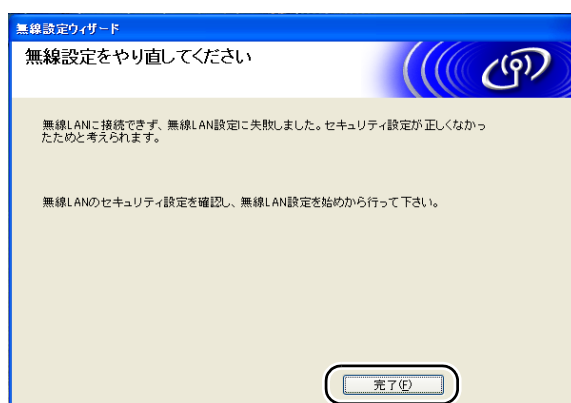 無線設定ウィザード
無線設定をやり直してください
無線LANに接続できず、無線LAN設定に失敗しました。セキュリティ設定が正しくなかっ
たためと考えられます。
無線LANのセキュリティ設定を確認し、無線LAN設定を始めから行って下さい。
完了(F)